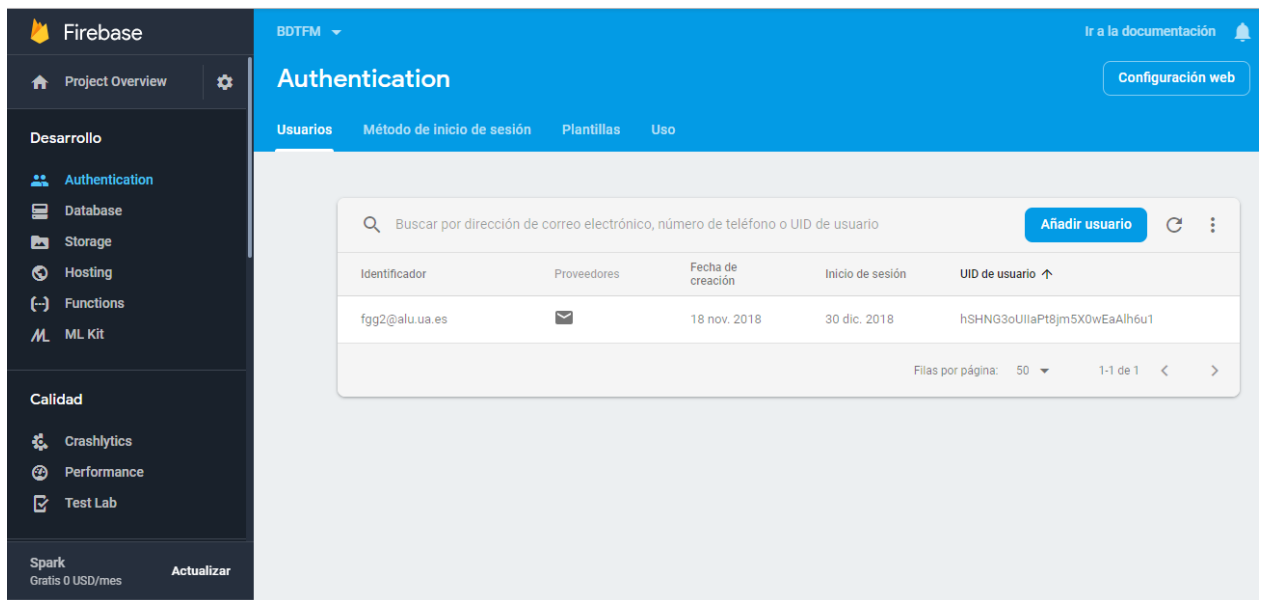 Firebase
Project Overview
Desarrollo
Authentication
Database
Storage
Hosting
Functions
ML Kit
Calidad
Crashlytics
Performance
Test Lab
Spark
Gratis 0 USD/mes
Actualizar
BDTFM
Ir a la documentación
Authentication
Configuración web
Usuarios Método de inicio de sesión Plantillas Uso
Buscar por dirección de correo electrónico, número de teléfono o UID de usuario
Añadir usuario
Identificador Proveedores Fecha de creación Inicio de sesión UID de usuario
fgg2@alu.ua.es 18 nov. 2018 30 dic. 2018 hSHNG3oUIIaPt8jm5X0wEaAlh6u1
Filas por página: 50 1-1 de 1